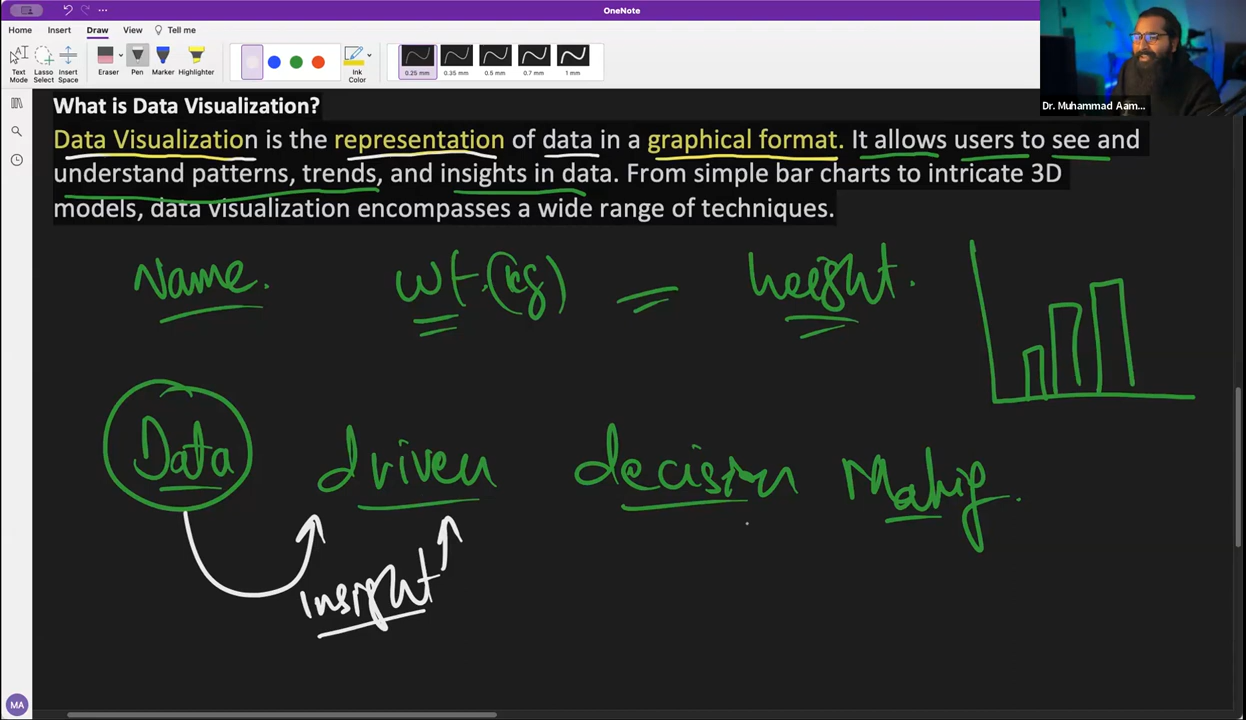 OneNote
Home Insert Draw View Tell me
Text Mode
Lasso Select
Insert Space
Eraser
Pen
Marker
Highlighter
Ink Color
0.25 mm
0.35 mm
0.5 mm
0.7 mm
1 mm
Dr. Muhammad Aam...
What is Data Visualization?
Data Visualization is the representation of data in a graphical format. It allows users to see and
understand patterns, trends, and insights in data. From simple bar charts to intricate 3D
models, data visualization encompasses a wide range of techniques.
Name. wt.(kg) height.
Data driven decision Making.
Insight
MA